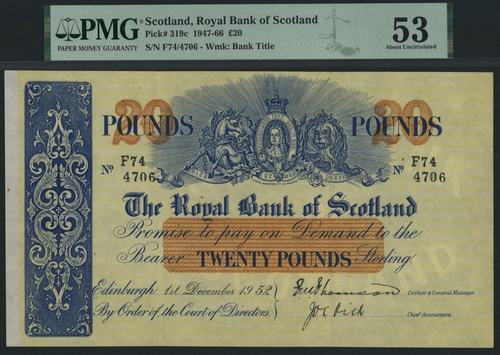 PMG
PAPER MONEY GUARANTY
Scotland, Royal Bank of Scotland
Pick# 319c 1947-66 £20
S/N F74/4706 - Wmk: Bank Title
53
About Uncirculated
20 20
POUNDS POUNDS
F74 F74
Nº 4706 Nº 4706
The Royal Bank of Scotland
Promise to pay on Demand to the
Bearer TWENTY POUNDS Sterling.
Edinburgh 1st December 1952
Cashier & General Manager.
By Order of the Court of Directors.
Chief Accountant.